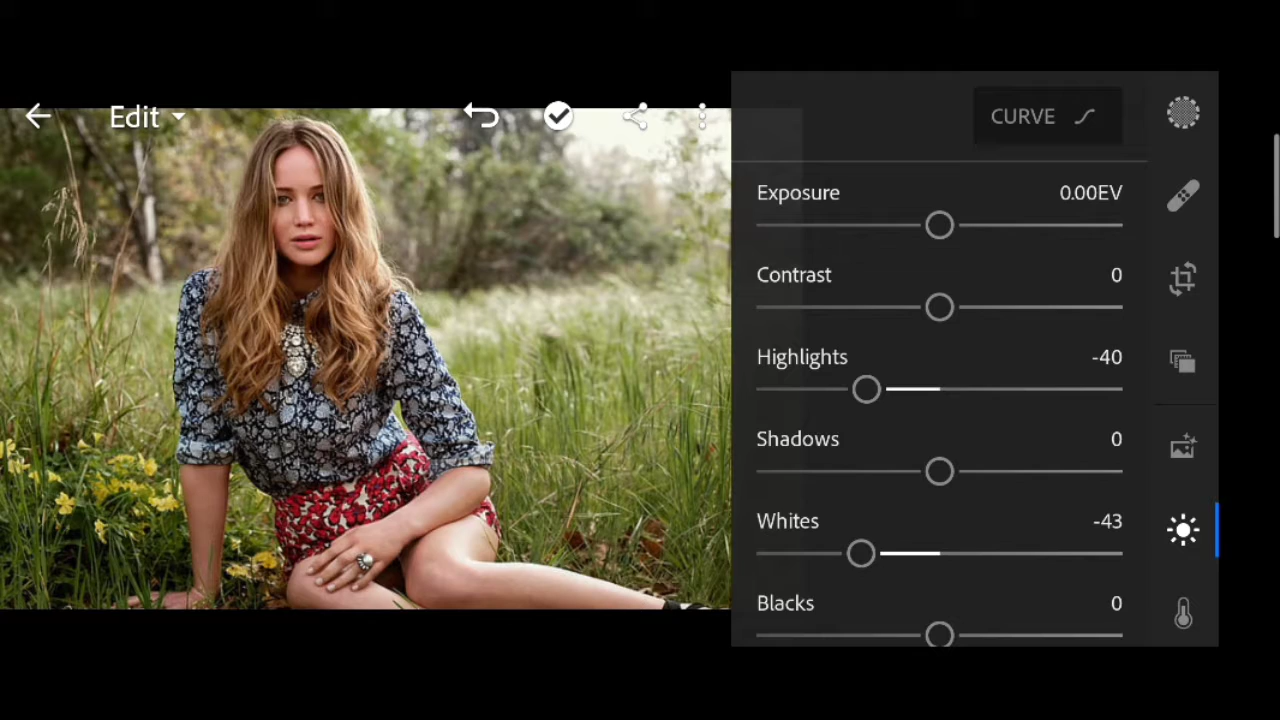 Edit
CURVE
Exposure 0.00EV
Contrast 0
Highlights -40
Shadows 0
Whites -43
Blacks 0